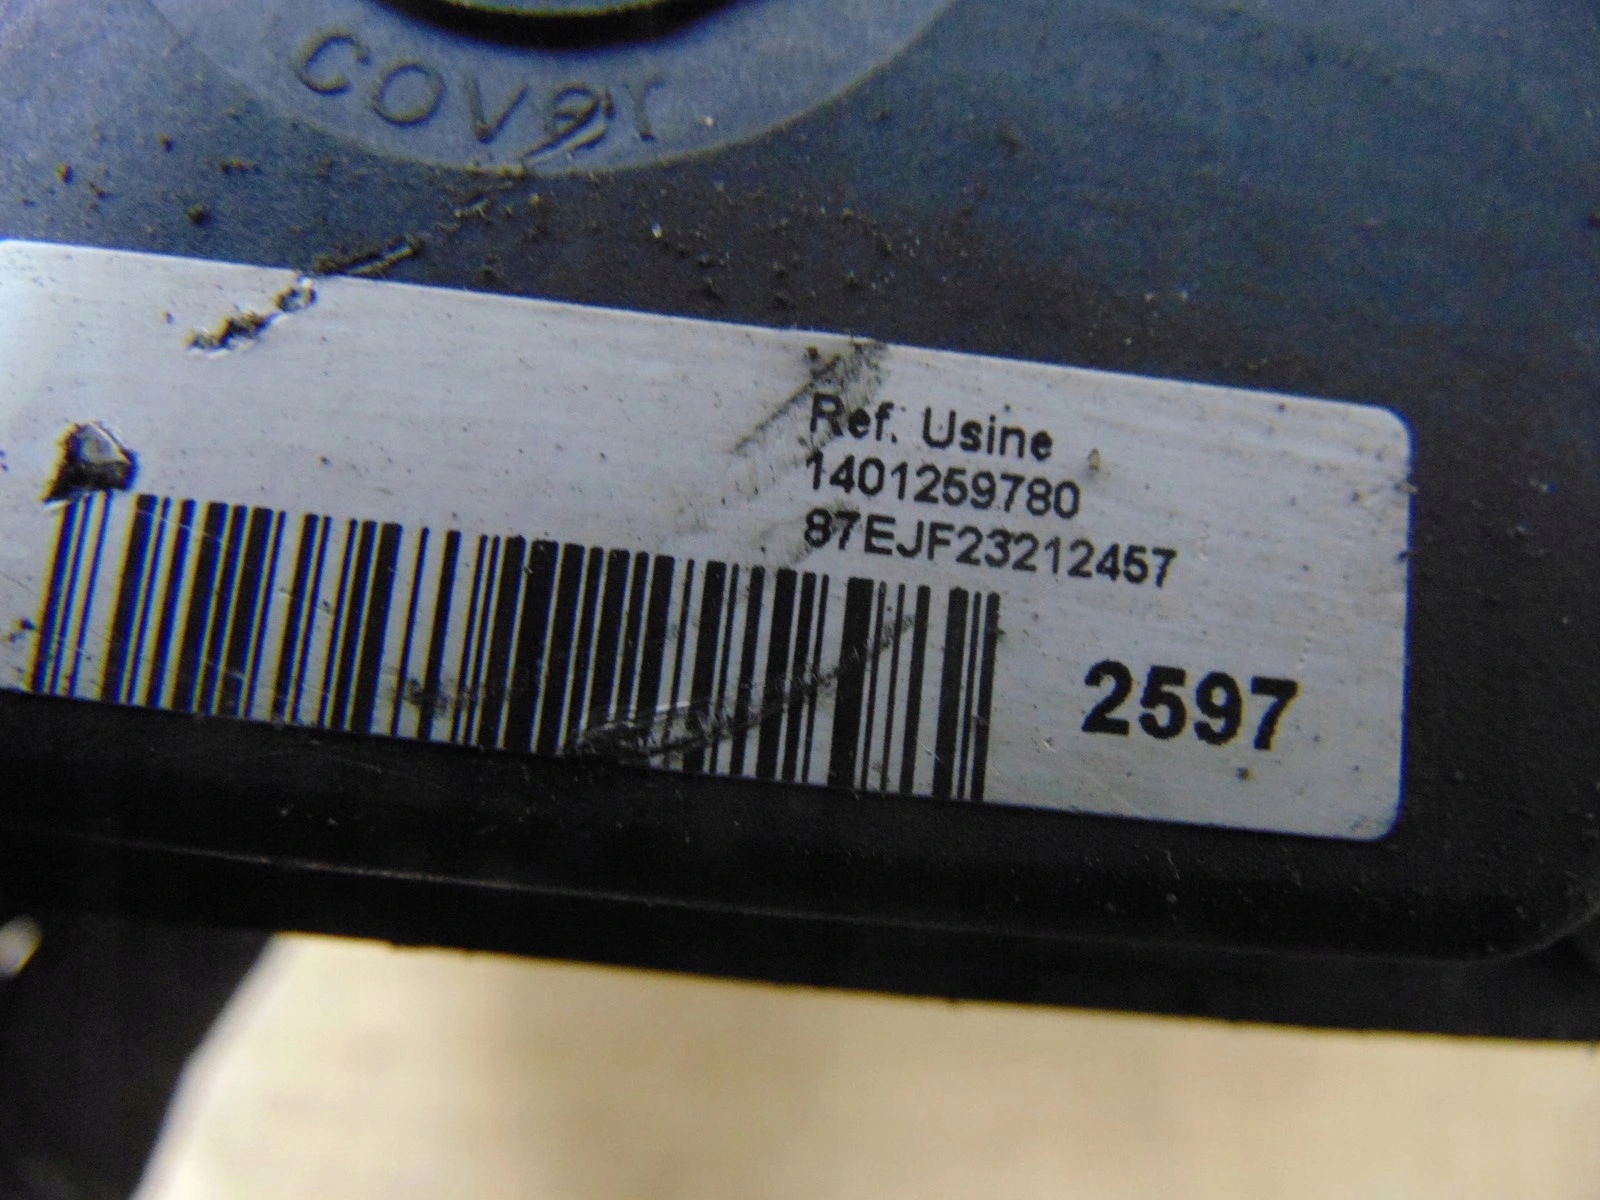 COVER
Ref. Usine
1401259780
87EJF23212457
2597